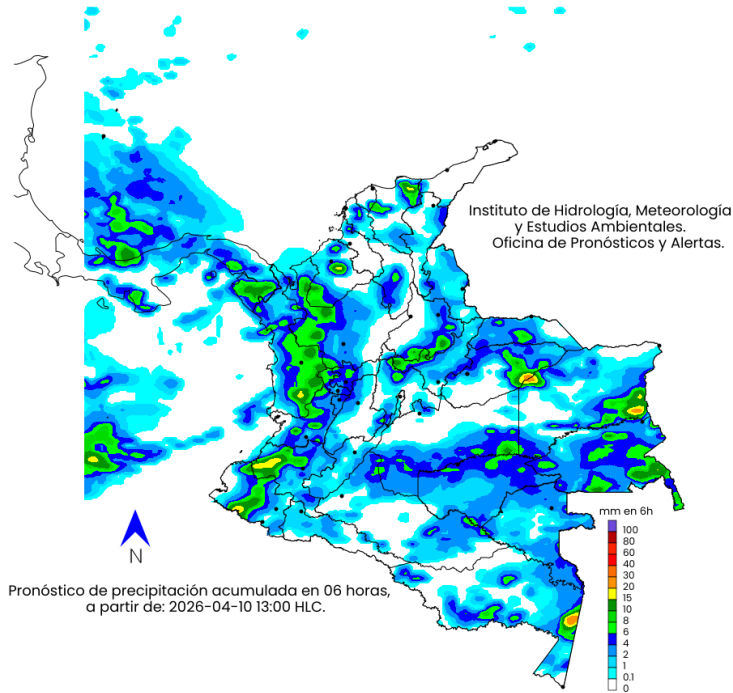 Instituto de Hidrología, Meteorología
y Estudios Ambientales.
Oficina de Pronósticos y Alertas.
mm en 6h
100
80
60
40
30
20
15
10
8
6
4
2
1
0.1
0
N
Pronóstico de precipitación acumulada en 06 horas,
a partir de: 2026-04-10 13:00 HLC.